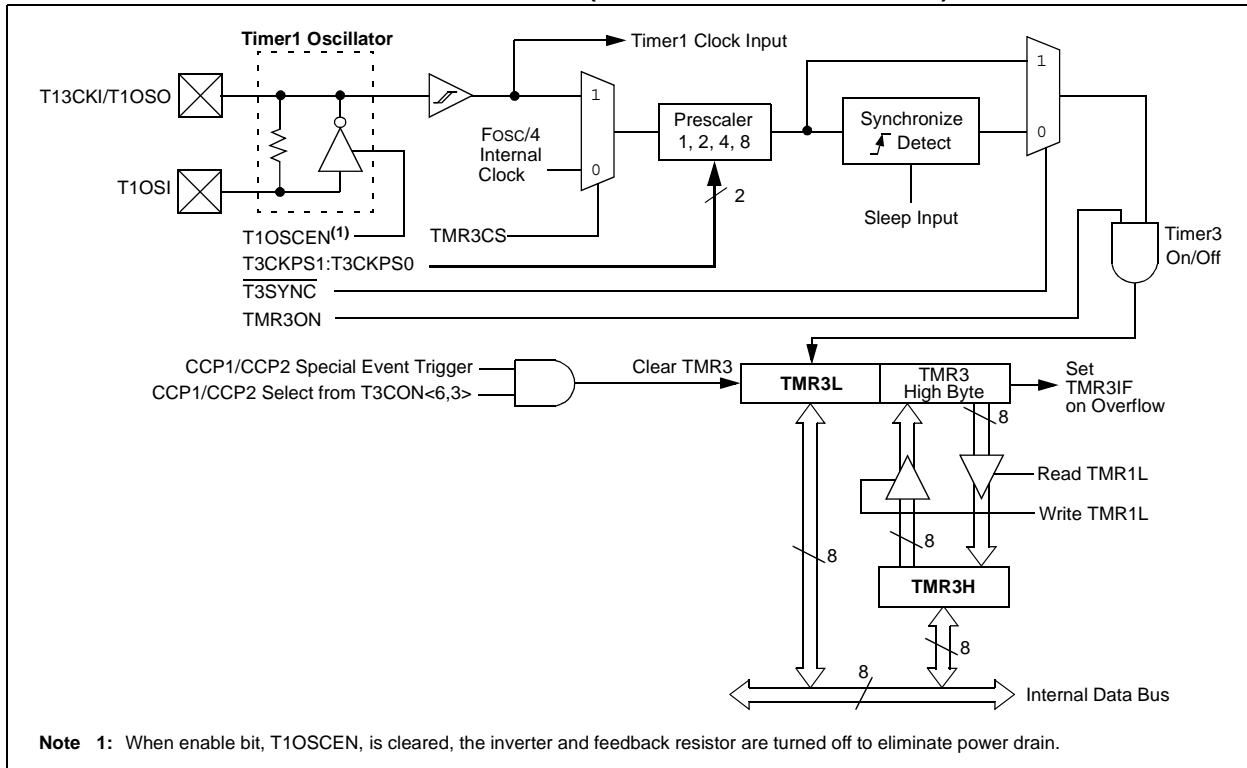 Timer1 Oscillator
Timer1 Clock Input
T13CKI/T1OSO
1
1
FOSC/4
Internal
Clock
0
Prescaler
1, 2, 4, 8
Synchronize
Detect
0
T1OSI
2
Sleep Input
T1OSCEN(1)
TMR3CS
Timer3
On/Off
T3CKPS1:T3CKPS0
T3SYNC
TMR3ON
CCP1/CCP2 Special Event Trigger
CCP1/CCP2 Select from T3CON<6,3>
Clear TMR3
TMR3L
TMR3
High Byte
Set
TMR3IF
on Overflow
8
Read TMR1L
Write TMR1L
8
8
TMR3H
8
8
Internal Data Bus
Note 1: When enable bit, T1OSCEN, is cleared, the inverter and feedback resistor are turned off to eliminate power drain.